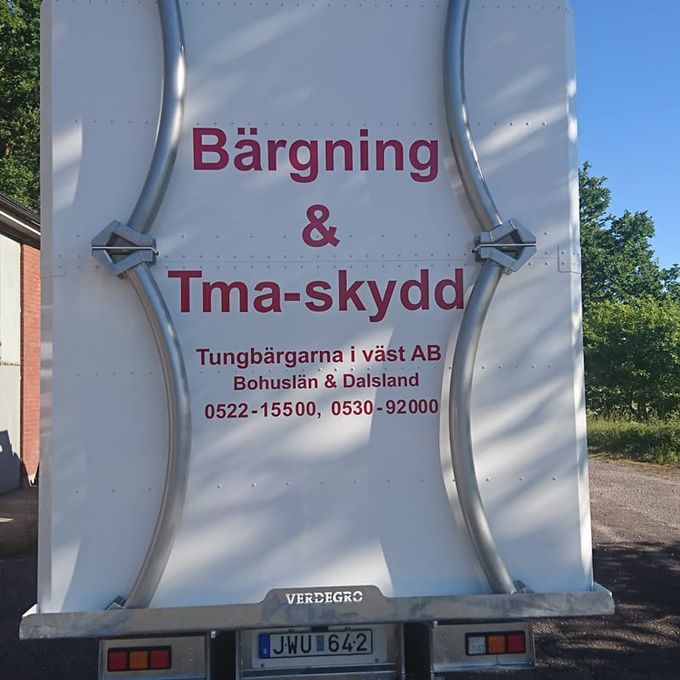 Bärgning
&
Tma-skydd
Tungbärgarna i väst AB
Bohuslän & Dalsland
0522-15500, 0530-92000
VERDEGRO
S JWU 642